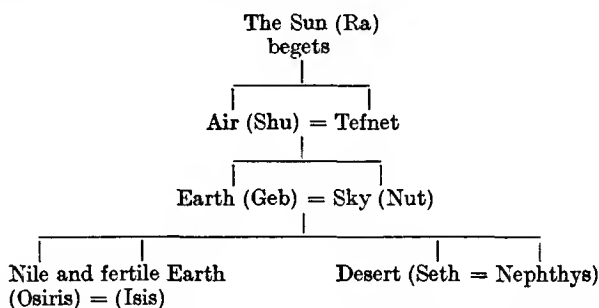 The Sun (Ra)
begets
Air (Shu) = Tefnet
Earth (Geb) = Sky (Nut)
Nile and fertile Earth Desert (Seth = Nephthys)
(Osiris) = (Isis)